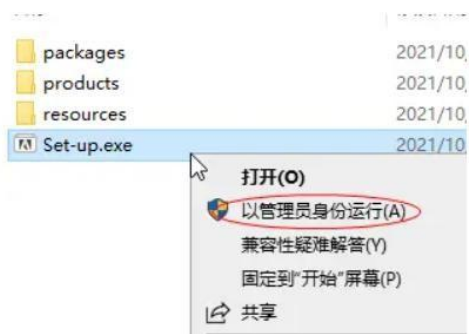 packages 2021/10
products 2021/10
resources 2021/10
Set-up.exe 2021/10
打开(O)
以管理员身份运行(A)
兼容性疑难解答(Y)
固定到"开始"屏幕(P)
共享